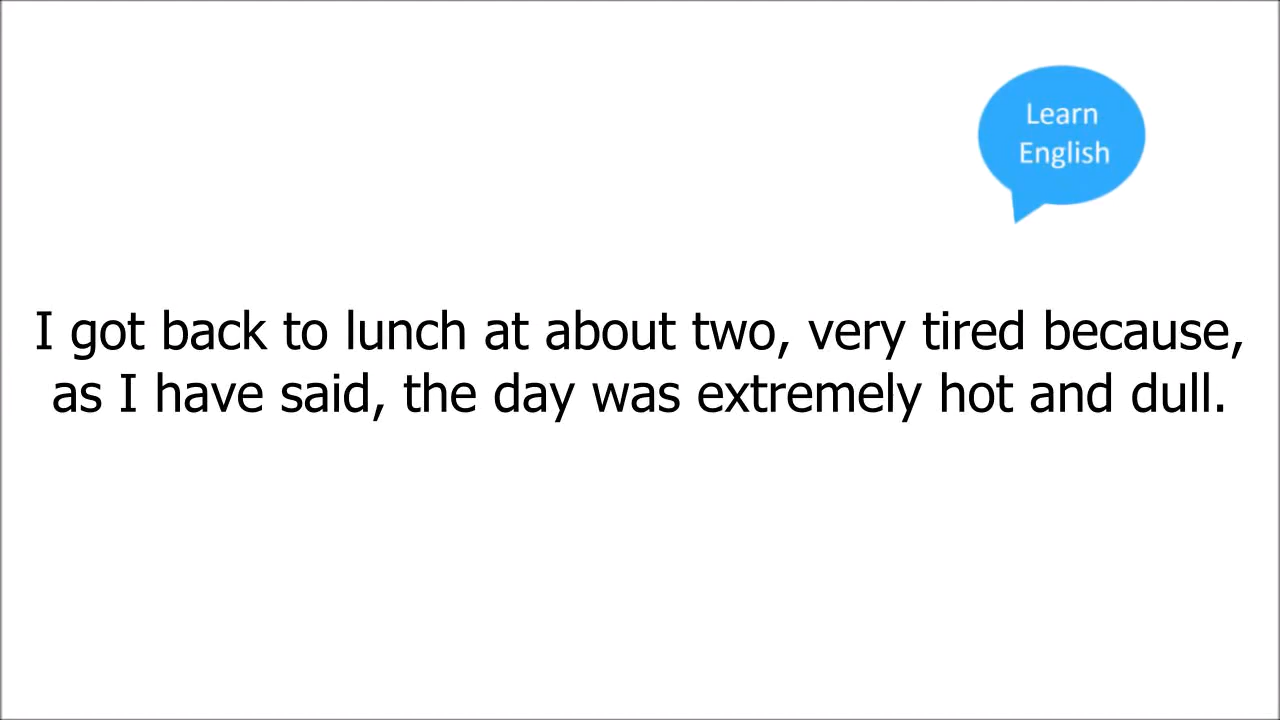 Learn
English
I got back to lunch at about two, very tired because,
as I have said, the day was extremely hot and dull.